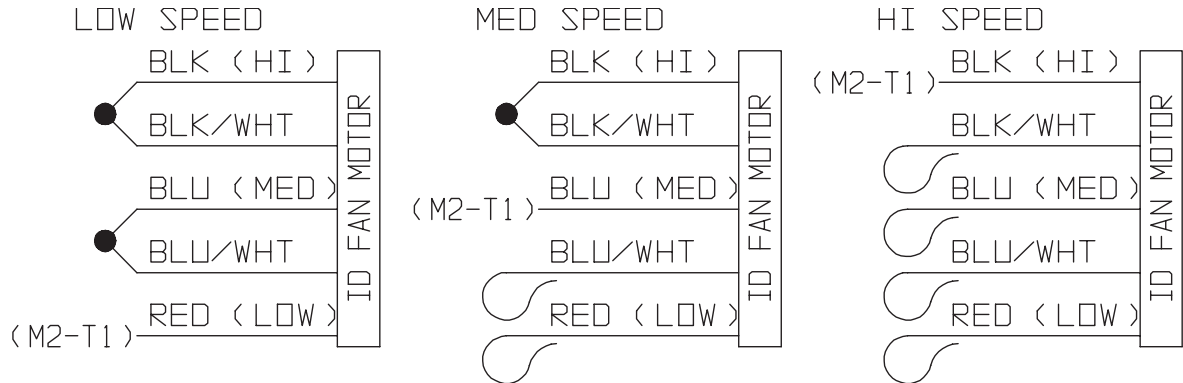 LOW SPEED
BLK (HI)
BLK/WHT
BLU (MED)
BLU/WHT
RED (LOW)
(M2-T1)
ID FAN MOTOR
MED SPEED
BLK (HI)
BLK/WHT
BLU (MED)
(M2-T1)
BLU/WHT
RED (LOW)
ID FAN MOTOR
HI SPEED
BLK (HI)
(M2-T1)
BLK/WHT
BLU (MED)
BLU/WHT
RED (LOW)
ID FAN MOTOR